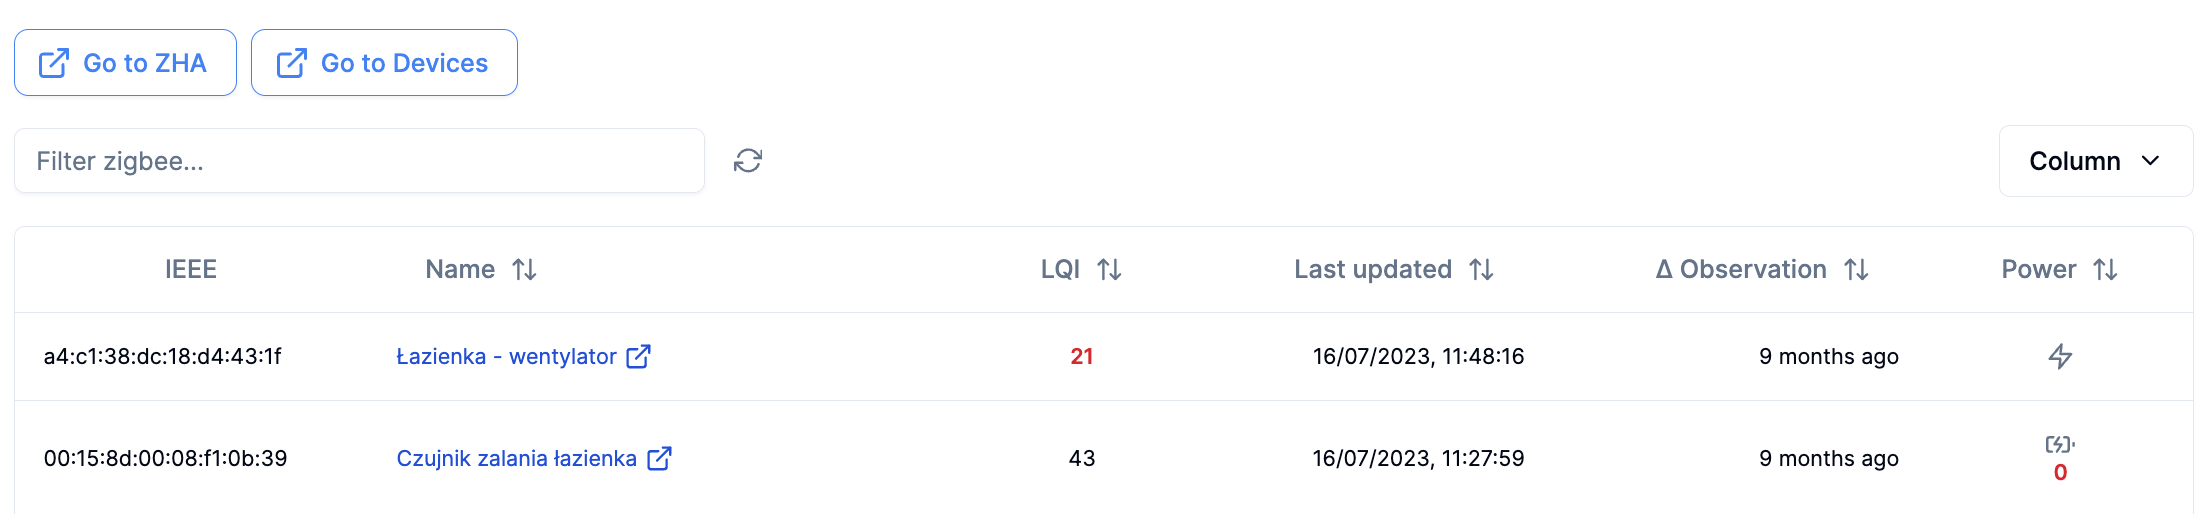 Go to ZHA Go to Devices
Filter zigbee...
Column
IEEE Name LQI Last updated Δ Observation Power
a4:c1:38:dc:18:d4:43:1f Łazienka - wentylator 21 16/07/2023, 11:48:16 9 months ago
00:15:8d:00:08:f1:0b:39 Czujnik zalania łazienka 43 16/07/2023, 11:27:59 9 months ago 0